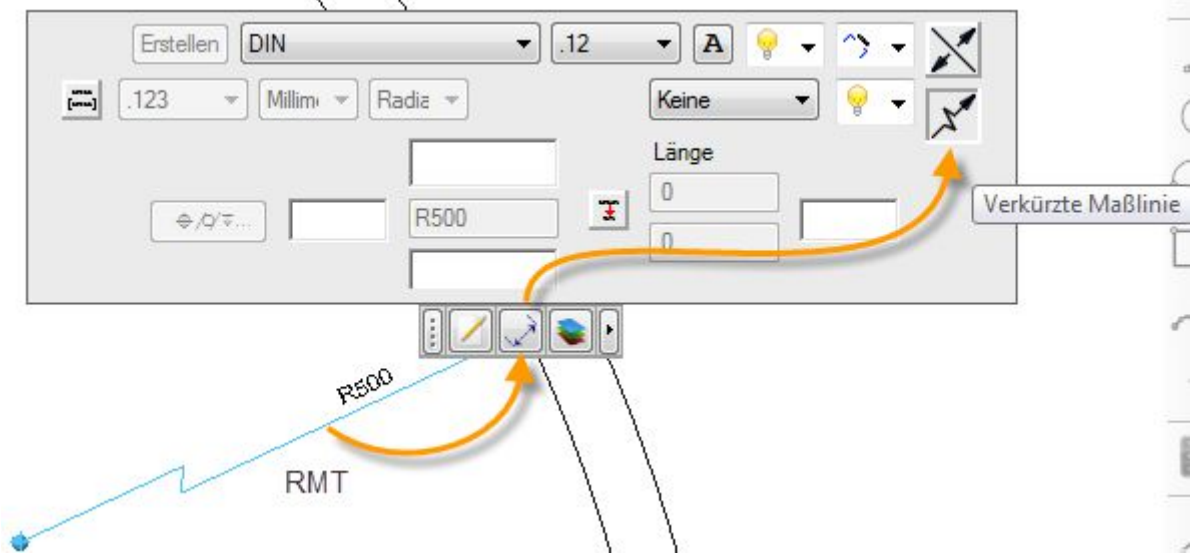 Erstellen DIN .12 A
.123 Millim Radia Keine
Länge
0
R500
0
Verkürzte Maßlinie
R500
RMT